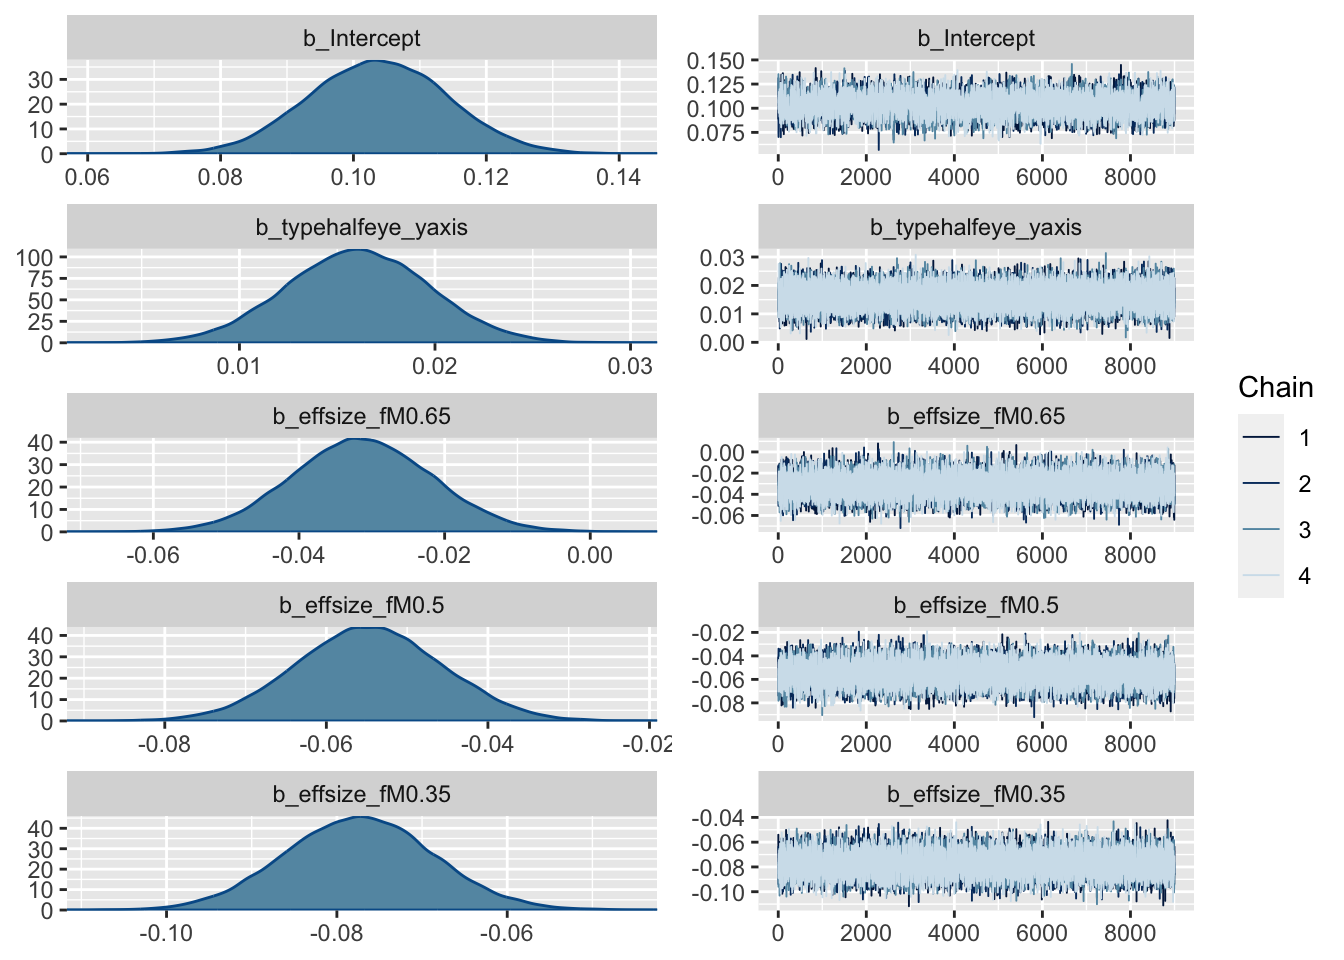 b_Intercept
30
20
10
0
0.06 0.08 0.10 0.12 0.14
b_Intercept
0.150
0.125
0.100
0.075
0 2000 4000 6000 8000
b_typehalfeye_yaxis
100
75
50
25
0
0.01 0.02 0.03
b_typehalfeye_yaxis
0.03
0.02
0.01
0.00
0 2000 4000 6000 8000
b_effsize_fM0.65
40
30
20
10
0
-0.06 -0.04 -0.02 0.00
b_effsize_fM0.65
0.00
-0.02
-0.04
-0.06
0 2000 4000 6000 8000
b_effsize_fM0.5
40
30
20
10
0
-0.08 -0.06 -0.04 -0.02
b_effsize_fM0.5
-0.02
-0.04
-0.06
-0.08
0 2000 4000 6000 8000
b_effsize_fM0.35
40
30
20
10
0
-0.10 -0.08 -0.06
b_effsize_fM0.35
-0.04
-0.06
-0.08
-0.10
0 2000 4000 6000 8000
Chain
1
2
3
4